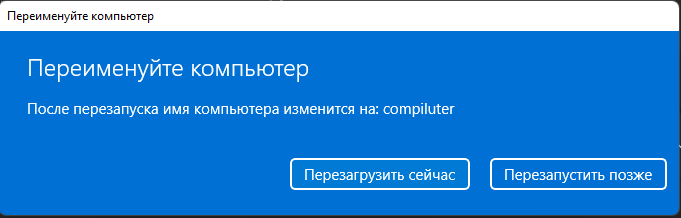 Переименуйте компьютер
Переименуйте компьютер
После перезапуска имя компьютера изменится на: compiluter
Перезагрузить сейчас
Перезапустить позже